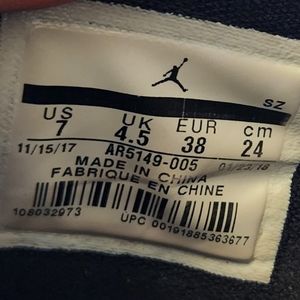 SZ
US UK EUR cm
7 4.5 38 24
11/15/17 AR5149-005 01/23/18
MADE IN CHINA
FABRIQUE EN CHINE
108032973
UPC 00191885363677